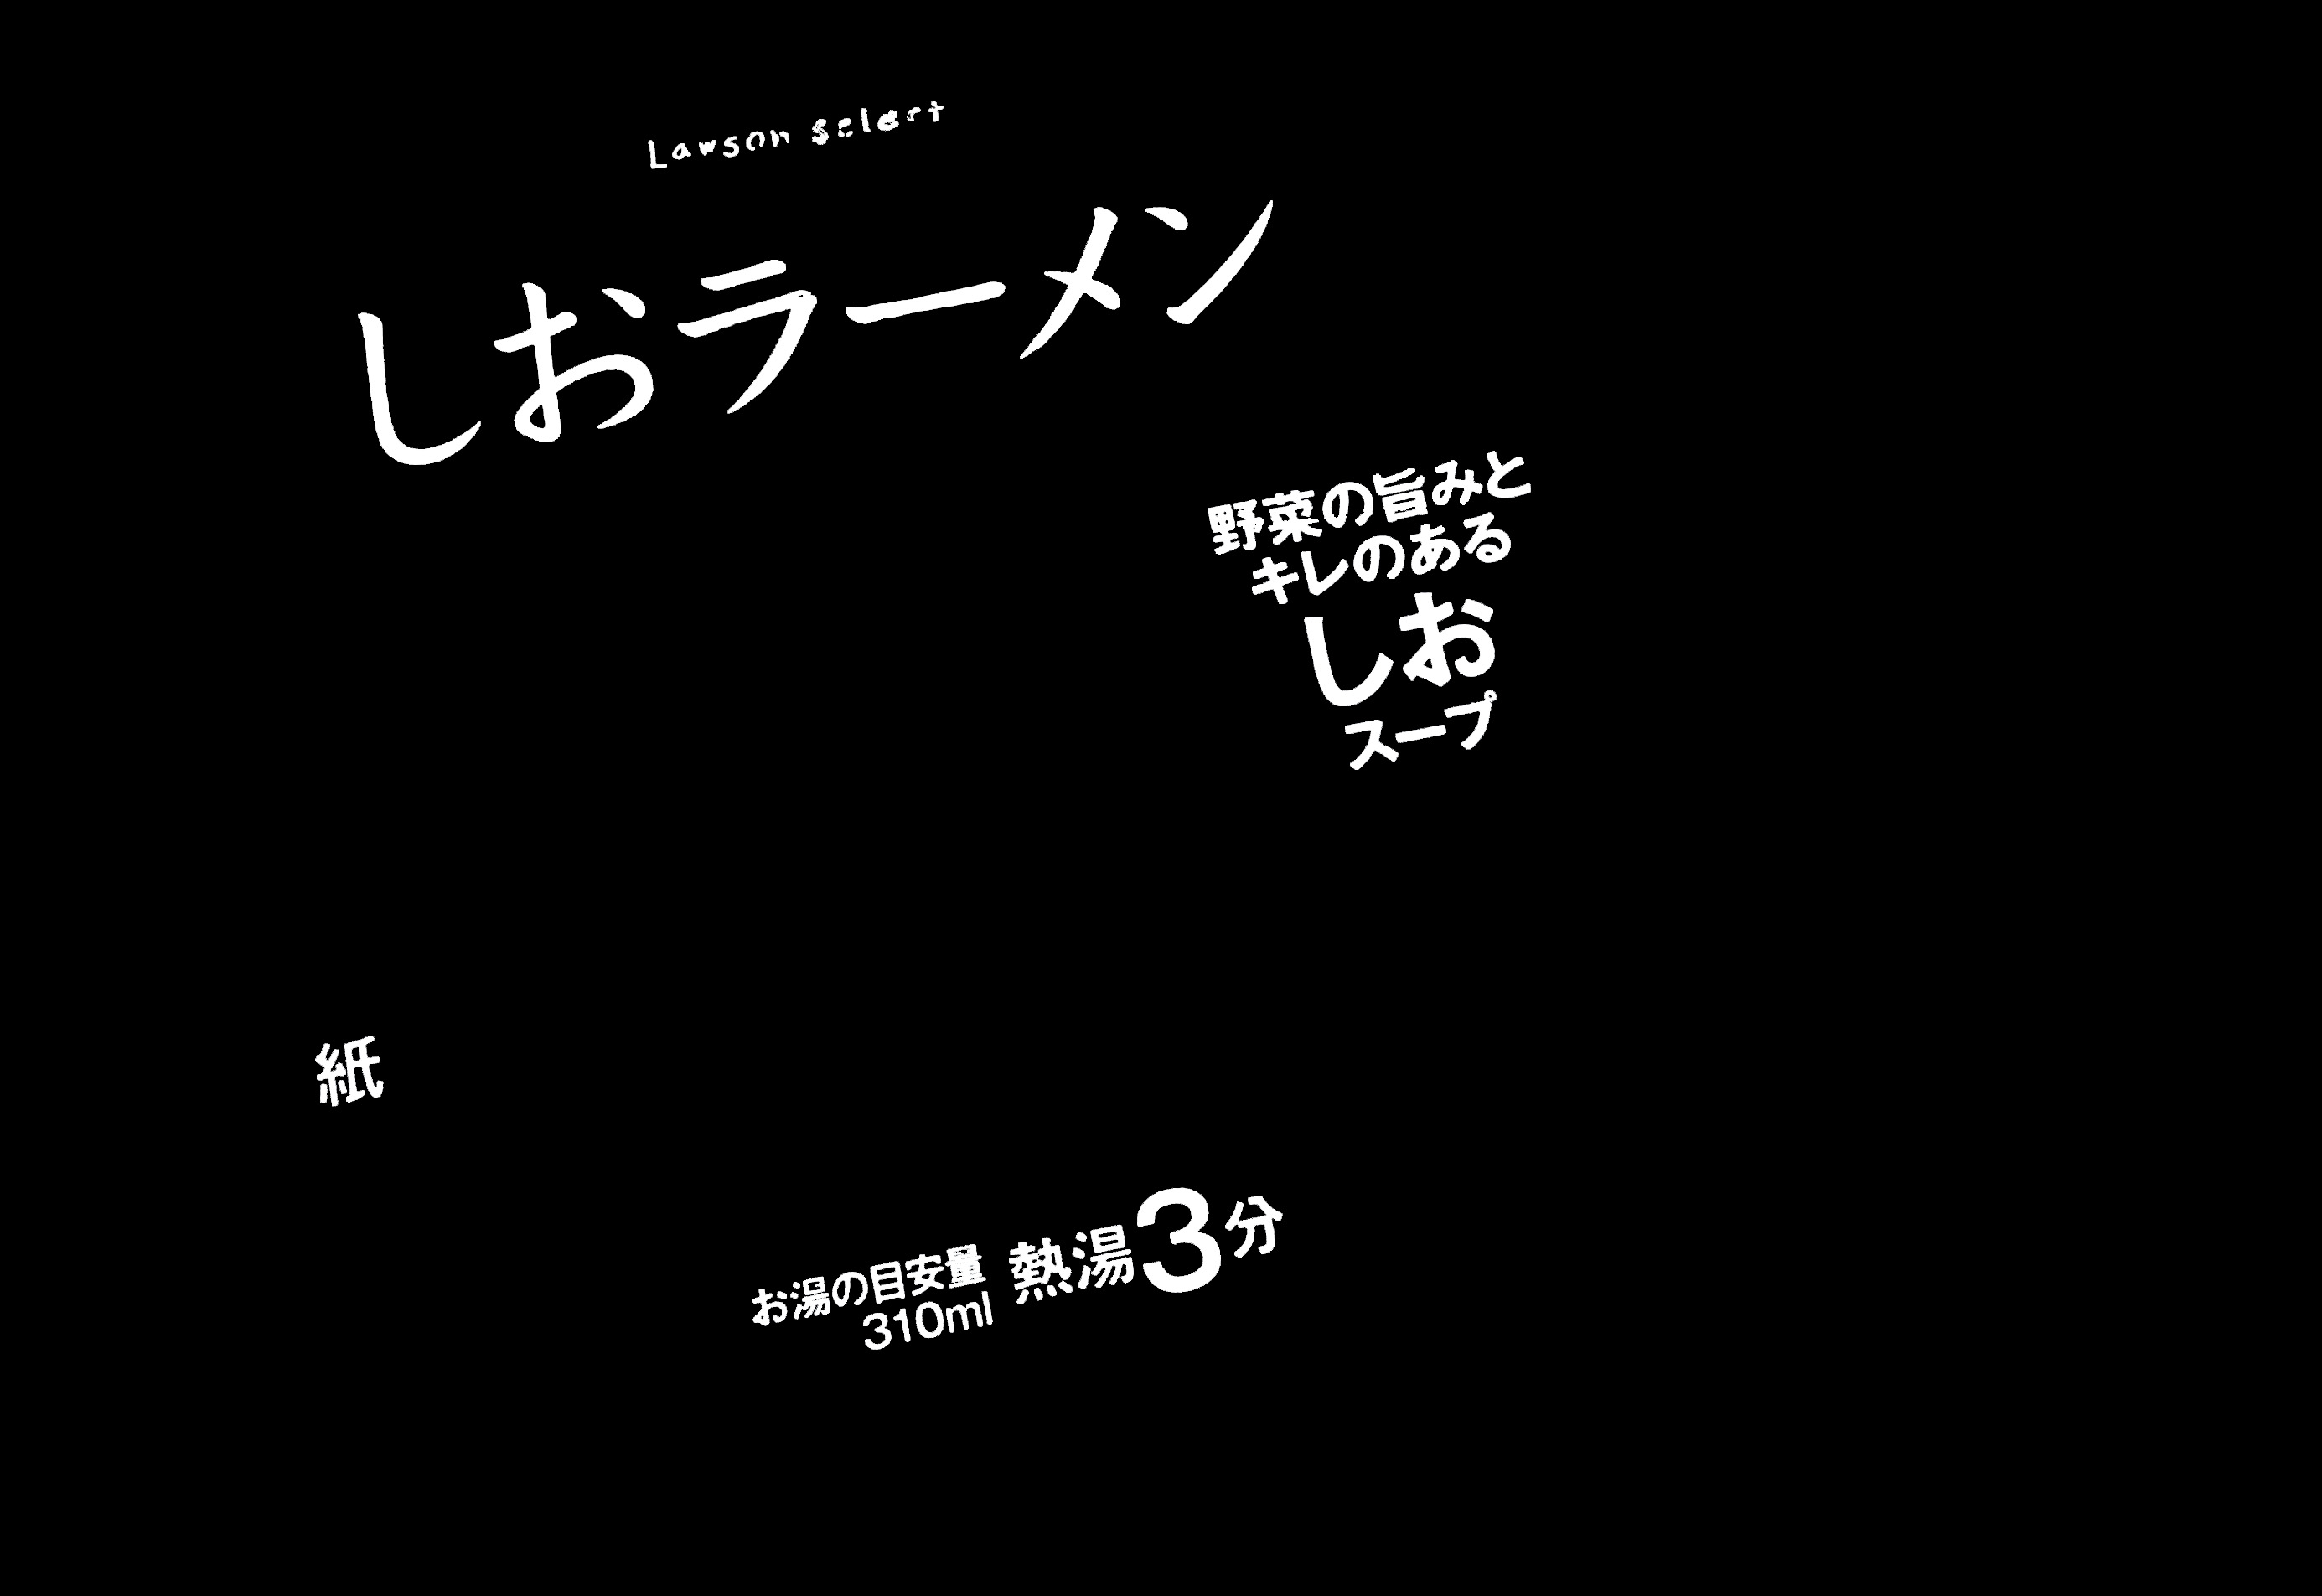 Lawson select
しおラーメン
野菜の旨みと
キレのある
しお
スープ
紙
お湯の目安量
310ml
熱湯3分